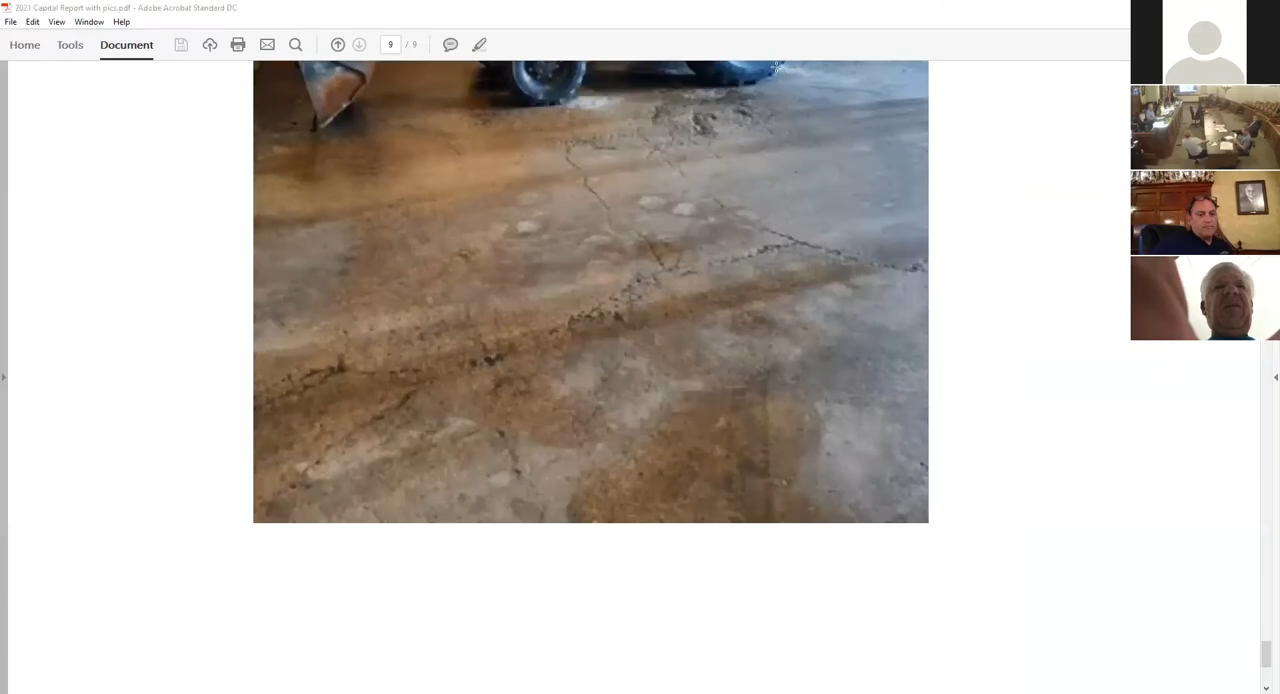 2021 Capital Report with pics.pdf - Adobe Acrobat Standard DC
File Edit View Window Help
Home Tools Document 9 / 9